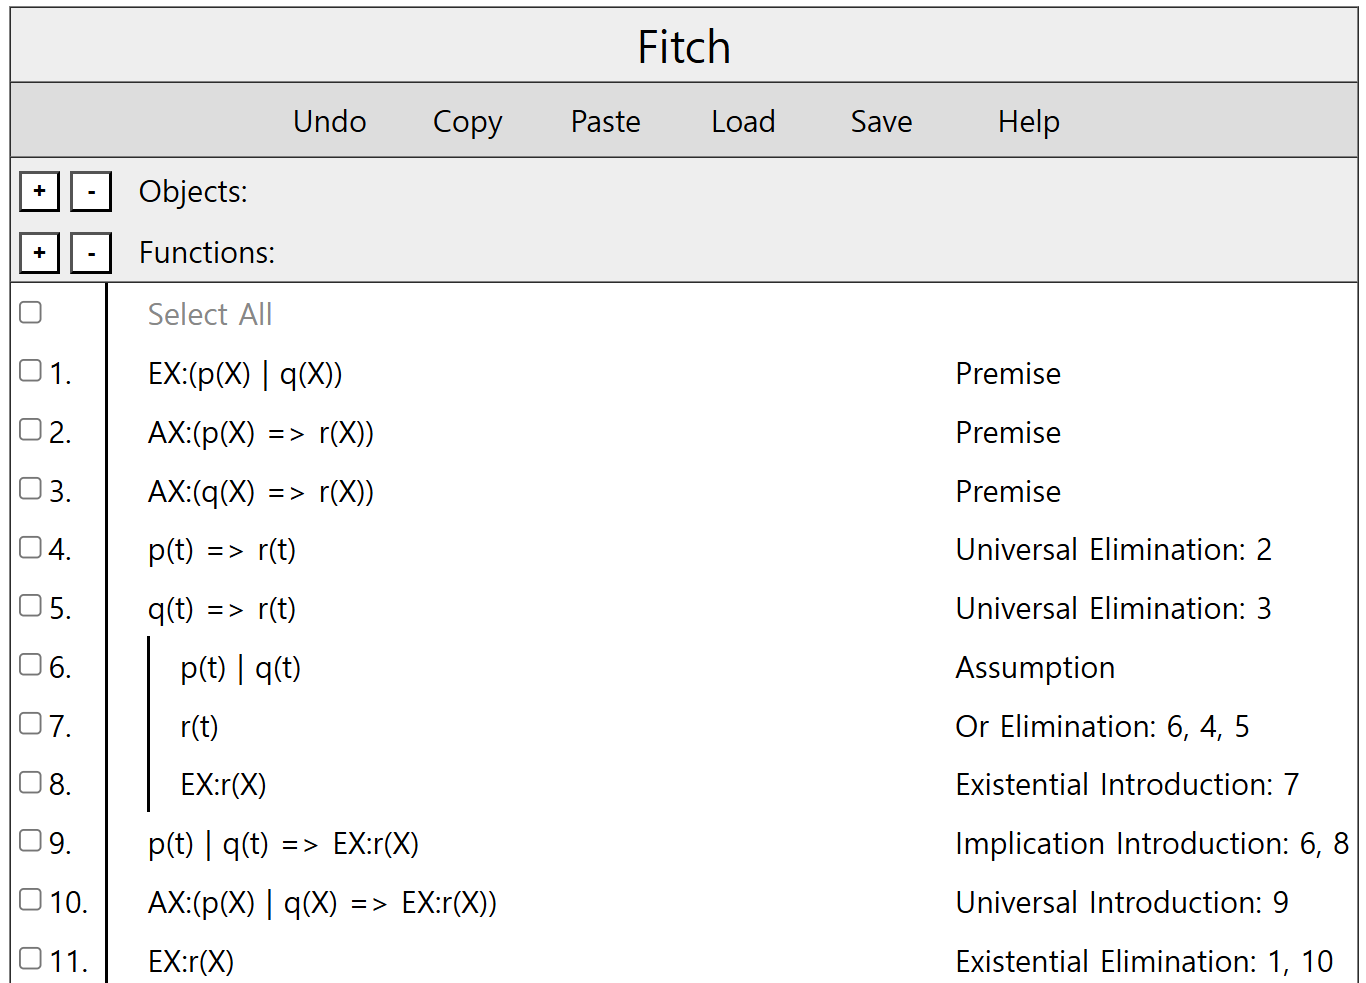 Fitch
Undo Copy Paste Load Save Help
+ - Objects:
+ - Functions:
Select All
1. EX:(p(X) | q(X)) Premise
2. AX:(p(X) => r(X)) Premise
3. AX:(q(X) => r(X)) Premise
4. p(t) => r(t) Universal Elimination: 2
5. q(t) => r(t) Universal Elimination: 3
6. p(t) | q(t) Assumption
7. r(t) Or Elimination: 6, 4, 5
8. EX:r(X) Existential Introduction: 7
9. p(t) | q(t) => EX:r(X) Implication Introduction: 6, 8
10. AX:(p(X) | q(X) => EX:r(X)) Universal Introduction: 9
11. EX:r(X) Existential Elimination: 1, 10